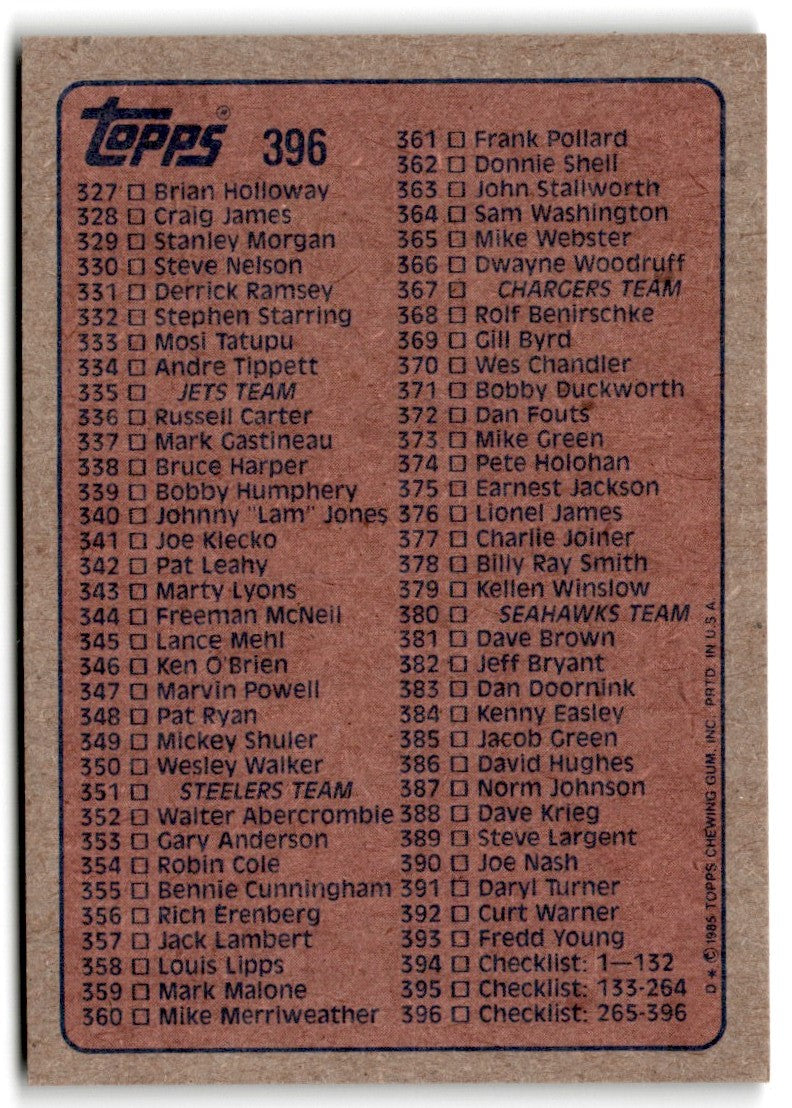 TOPPS® 396
327 □ Brian Holloway
328 □ Craig James
329 □ Stanley Morgan
330 □ Steve Nelson
331 □ Derrick Ramsey
332 □ Stephen Starring
333 □ Mosi Tatupu
334 □ Andre Tippett
335 □ JETS TEAM
336 □ Russell Carter
337 □ Mark Gastineau
338 □ Bruce Harper
339 □ Bobby Humphery
340 □ Johnny "Lam" Jones
341 □ Joe Klecko
342 □ Pat Leahy
343 □ Marty Lyons
344 □ Freeman McNeil
345 □ Lance Mehl
346 □ Ken O'Brien
347 □ Marvin Powell
348 □ Pat Ryan
349 □ Mickey Shuler
350 □ Wesley Walker
351 □ STEELERS TEAM
352 □ Walter Abercrombie
353 □ Gary Anderson
354 □ Robin Cole
355 □ Bennie Cunningham
356 □ Rich Erenberg
357 □ Jack Lambert
358 □ Louis Lipps
359 □ Mark Malone
360 □ Mike Merriweather
361 □ Frank Pollard
362 □ Donnie Shell
363 □ John Stallworth
364 □ Sam Washington
365 □ Mike Webster
366 □ Dwayne Woodruff
367 □ CHARGERS TEAM
368 □ Rolf Benirschke
369 □ Gill Byrd
370 □ Wes Chandler
371 □ Bobby Duckworth
372 □ Dan Fouts
373 □ Mike Green
374 □ Pete Holohan
375 □ Earnest Jackson
376 □ Lionel James
377 □ Charlie Joiner
378 □ Billy Ray Smith
379 □ Kellen Winslow
380 □ SEAHAWKS TEAM
381 □ Dave Brown
382 □ Jeff Bryant
383 □ Dan Doornink
384 □ Kenny Easley
385 □ Jacob Green
386 □ David Hughes
387 □ Norm Johnson
388 □ Dave Krieg
389 □ Steve Largent
390 □ Joe Nash
391 □ Daryl Turner
392 □ Curt Warner
393 □ Fredd Young
394 □ Checklist: 1—132
395 □ Checklist: 133-264
396 □ Checklist: 265-396
D* © 1985 TOPPS CHEWING GUM, INC. PRTD. IN U.S.A.